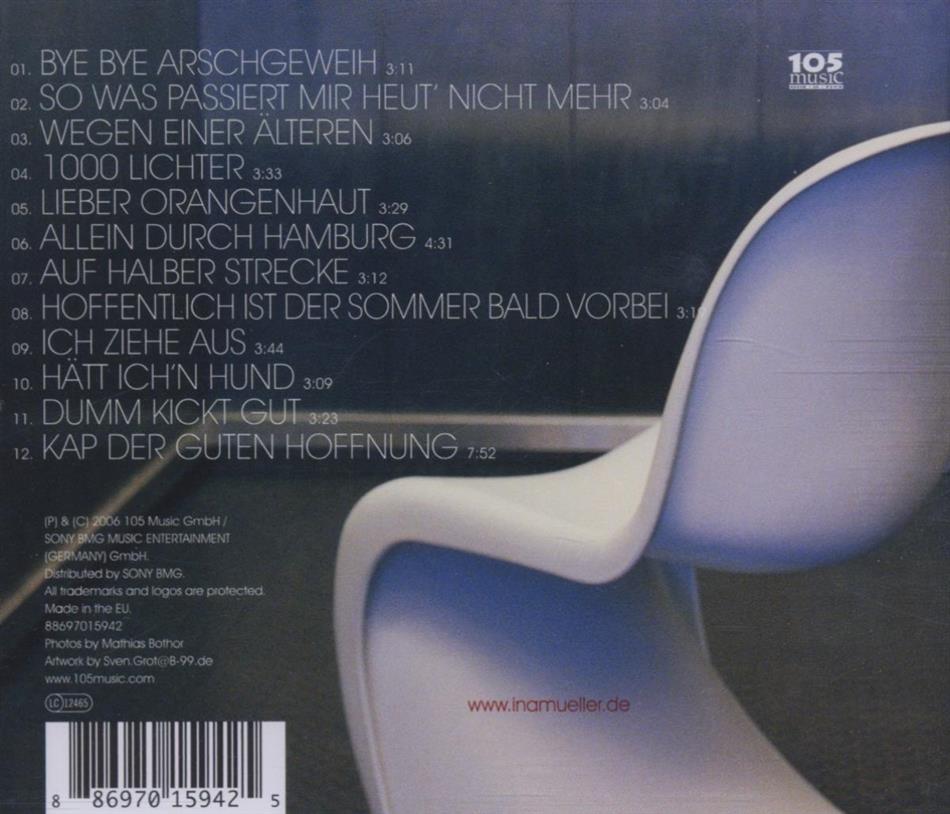 105
music
01. BYE BYE ARSCHGEWEIH 3:11
02. SO WAS PASSIERT MIR HEUT' NICHT MEHR 3:04
03. WEGEN EINER ÄLTEREN 3:06
04. 1000 LICHTER 3:33
05. LIEBER ORANGENHAUT 3:29
06. ALLEIN DURCH HAMBURG 4:31
07. AUF HALBER STRECKE 3:12
08. HOFFENTLICH IST DER SOMMER BALD VORBEI
09. ICH ZIEHE AUS 3:44
10. HÄTT ICH'N HUND 3:09
11. DUMM KICKT GUT 3:23
12. KAP DER GUTEN HOFFNUNG 7:52
(P) & (C) 2006 105 Music GmbH /
SONY BMG MUSIC ENTERTAINMENT
(GERMANY) GmbH.
Distributed by SONY BMG.
All trademarks and logos are protected.
Made in the EU.
88697015942
Photos by Mathias Bothor
Artwork by Sven.Grot@B-99.de
www.105music.com
LC 12465
www.inamueller.de
8 86970 15942 5